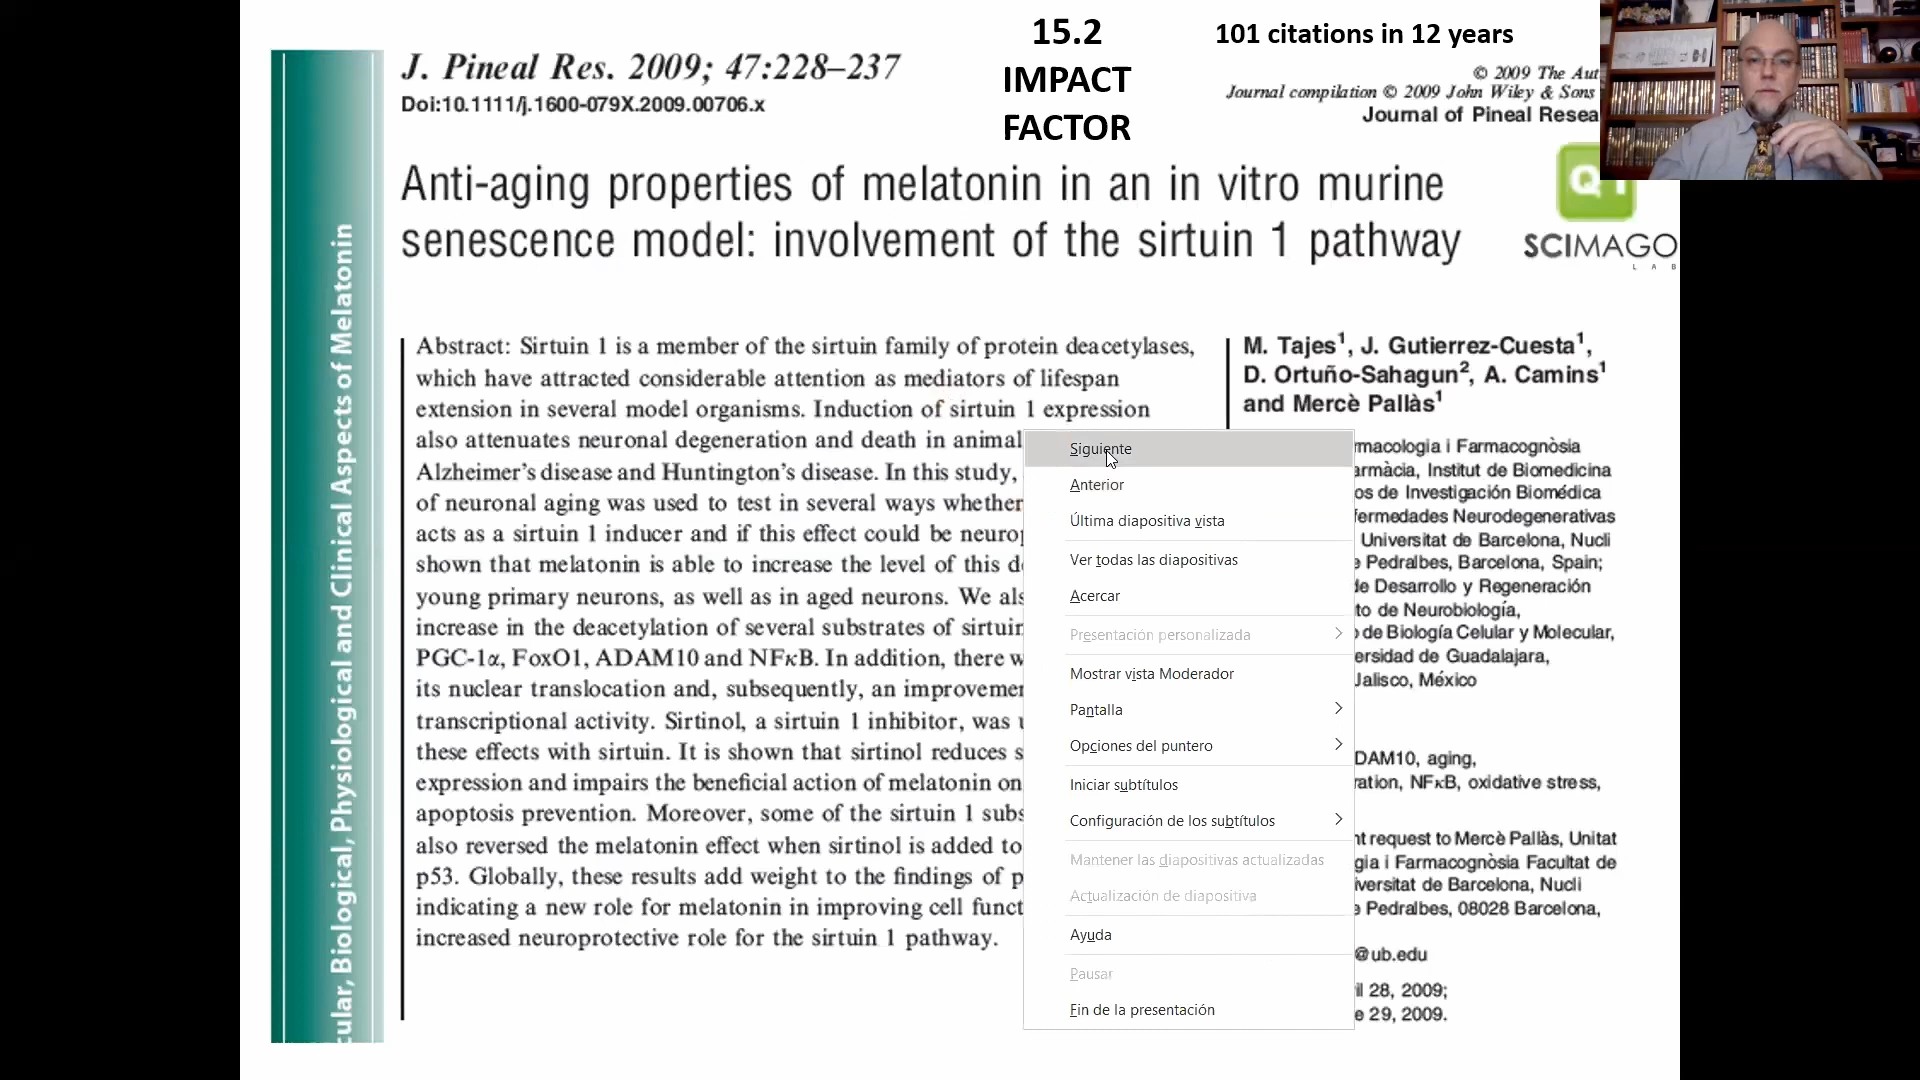 15.2
IMPACT
FACTOR
101 citations in 12 years
J. Pineal Res. 2009; 47:228–237
Doi:10.1111/j.1600-079X.2009.00706.x
© 2009 The Aut
Journal compilation © 2009 John Wiley & Sons
Journal of Pineal Resea
Anti-aging properties of melatonin in an in vitro murine
senescence model: involvement of the sirtuin 1 pathway
Q1
SCIMAGO
LAB
cular, Biological, Physiological and Clinical Aspects of Melatonin
Abstract: Sirtuin 1 is a member of the sirtuin family of protein deacetylases,
which have attracted considerable attention as mediators of lifespan
extension in several model organisms. Induction of sirtuin 1 expression
also attenuates neuronal degeneration and death in animal
Alzheimer's disease and Huntington's disease. In this study,
of neuronal aging was used to test in several ways whether
acts as a sirtuin 1 inducer and if this effect could be neurop
shown that melatonin is able to increase the level of this d
young primary neurons, as well as in aged neurons. We als
increase in the deacetylation of several substrates of sirtuin
PGC-1α, FoxO1, ADAM10 and NFκB. In addition, there w
its nuclear translocation and, subsequently, an improvemen
transcriptional activity. Sirtinol, a sirtuin 1 inhibitor, was u
these effects with sirtuin. It is shown that sirtinol reduces s
expression and impairs the beneficial action of melatonin on
apoptosis prevention. Moreover, some of the sirtuin 1 subs
also reversed the melatonin effect when sirtinol is added to
p53. Globally, these results add weight to the findings of p
indicating a new role for melatonin in improving cell funct
increased neuroprotective role for the sirtuin 1 pathway.
M. Tajes1, J. Gutierrez-Cuesta1,
D. Ortuño-Sahagun2, A. Camins1
and Mercè Pallàs1
rmacologia i Farmacognòsia
armàcia, Institut de Biomedicina
os de Investigación Biomédica
fermedades Neurodegenerativas
Universitat de Barcelona, Nucli
e Pedralbes, Barcelona, Spain;
de Desarrollo y Regeneración
to de Neurobiología,
o de Biología Celular y Molecular,
ersidad de Guadalajara,
Jalisco, México
DAM10, aging,
ration, NFκB, oxidative stress,
nt request to Mercè Pallàs, Unitat
gia i Farmacognòsia Facultat de
iversitat de Barcelona, Nucli
e Pedralbes, 08028 Barcelona,
@ub.edu
il 28, 2009;
e 29, 2009.
Siguiente
Anterior
Última diapositiva vista
Ver todas las diapositivas
Acercar
Presentación personalizada
Mostrar vista Moderador
Pantalla
Opciones del puntero
Iniciar subtítulos
Configuración de los subtítulos
Mantener las diapositivas actualizadas
Actualización de diapositiva
Ayuda
Pausar
Fin de la presentación